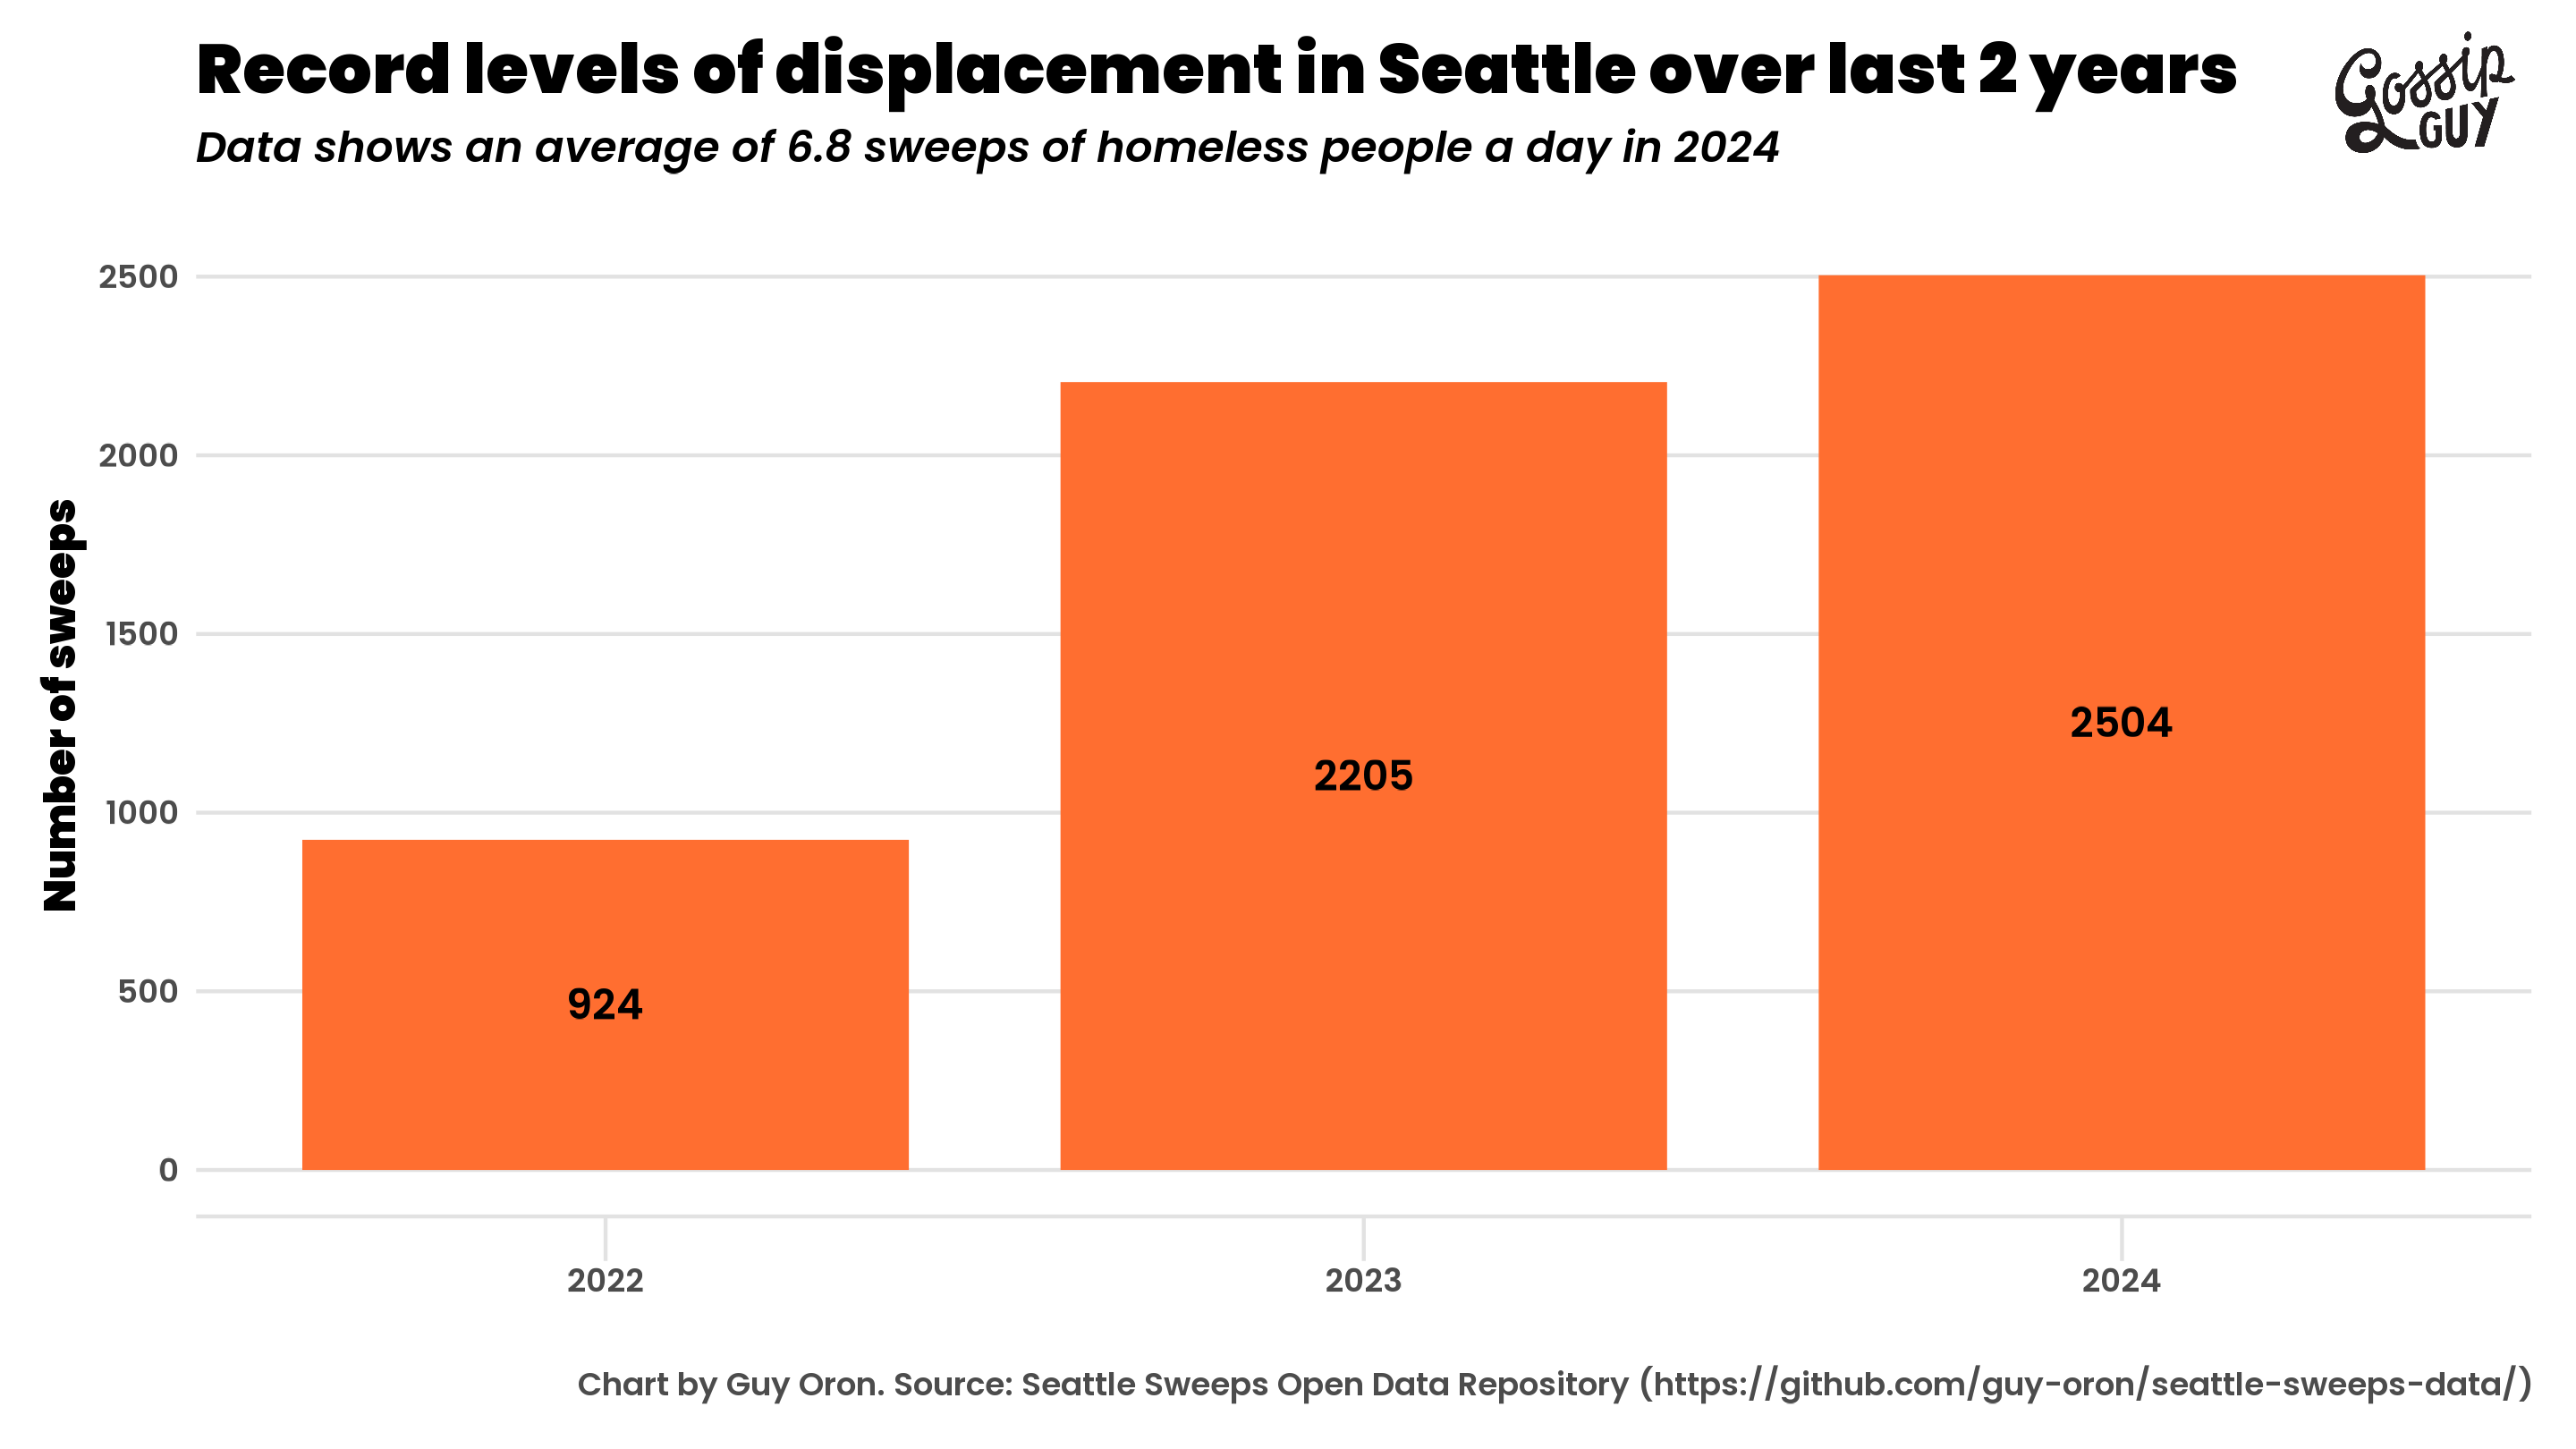 Record levels of displacement in Seattle over last 2 years
Gossip
GUY
Data shows an average of 6.8 sweeps of homeless people a day in 2024
Number of sweeps
2500
2000
1500
1000
500
0
924
2205
2504
2022
2023
2024
Chart by Guy Oron. Source: Seattle Sweeps Open Data Repository (https://github.com/guy-oron/seattle-sweeps-data/)